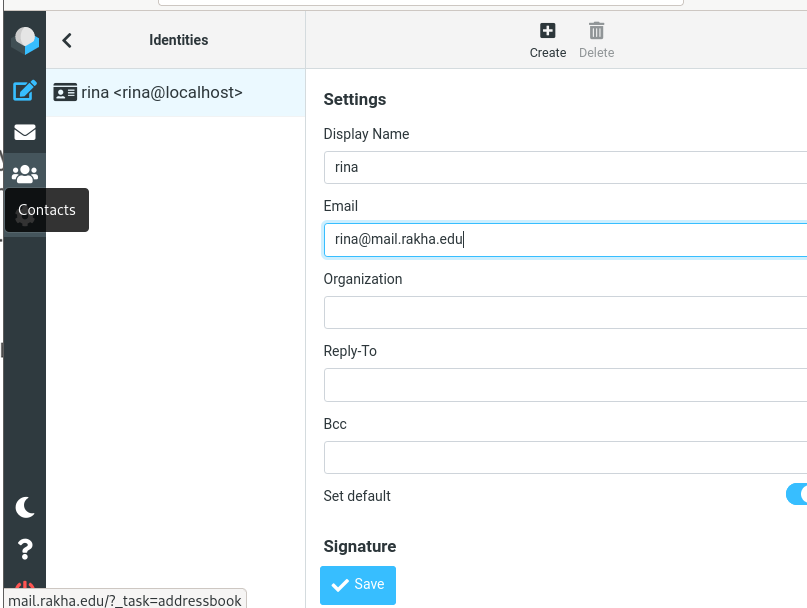 Identities
Create
Delete
rina <rina@localhost>
Settings
Display Name
rina
Contacts
Email
rina@mail.rakha.edu
Organization
Reply-To
Bcc
Set default
Signature
Save
mail.rakha.edu/?_task=addressbook